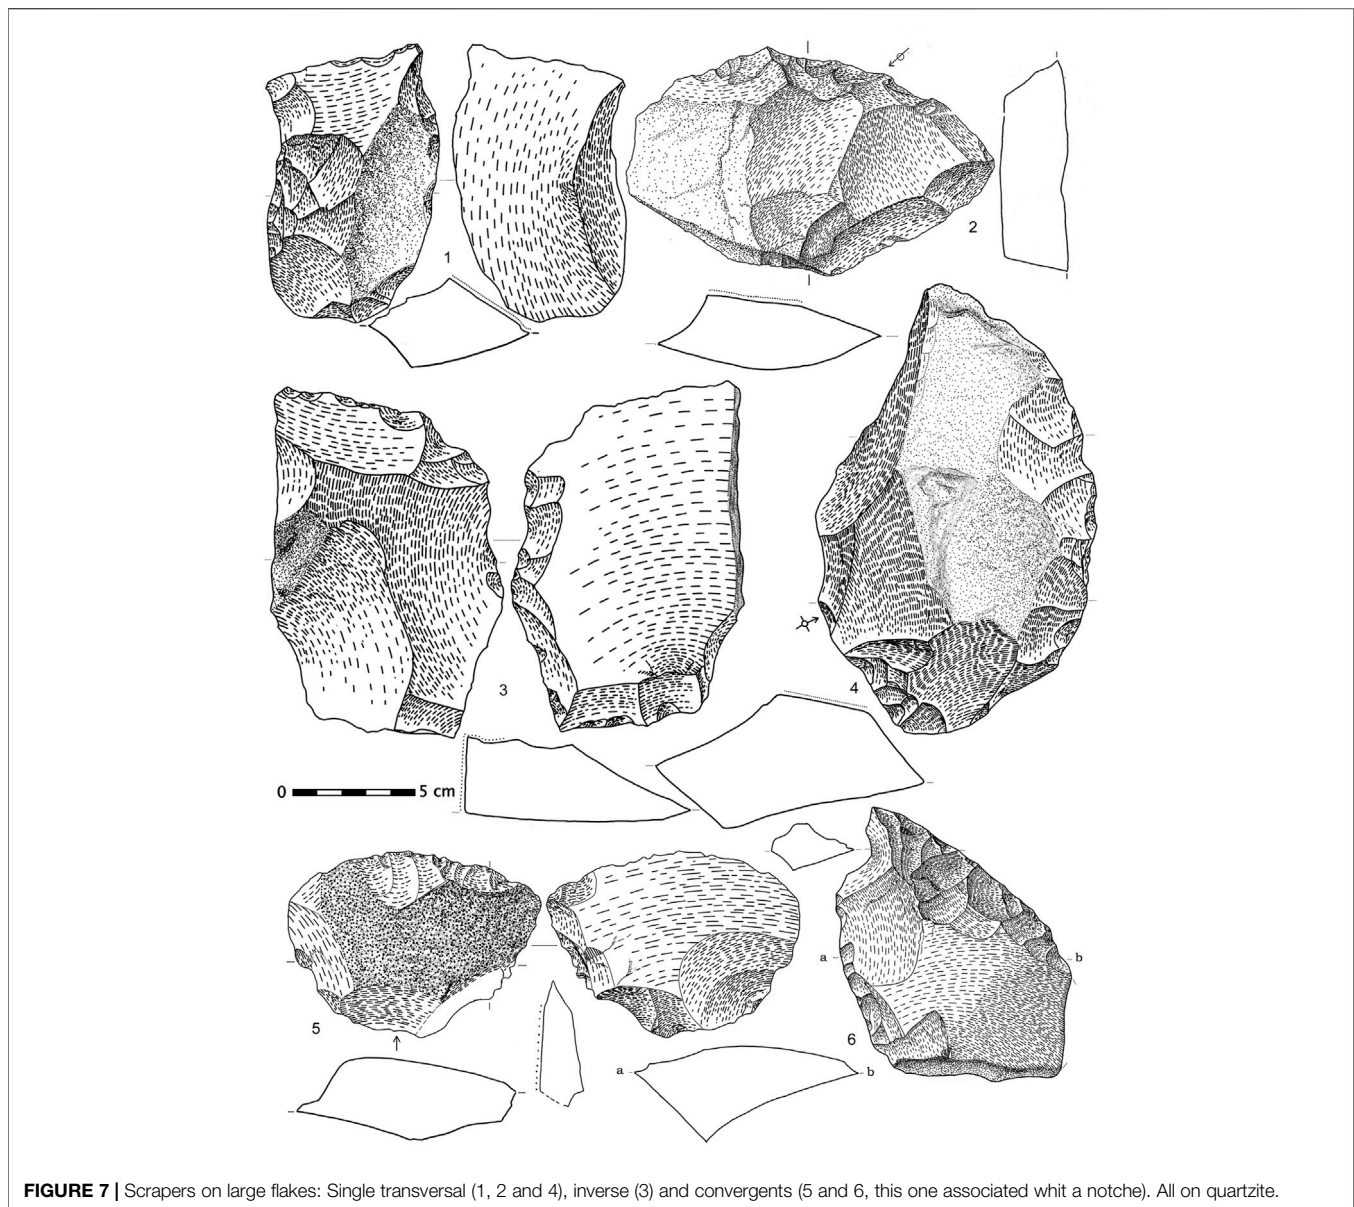 1
2
3
4
0 5 cm
5
6
a b
a b
FIGURE 7 | Scrapers on large flakes: Single transversal (1, 2 and 4), inverse (3) and convergents (5 and 6, this one associated whit a notche). All on quartzite.